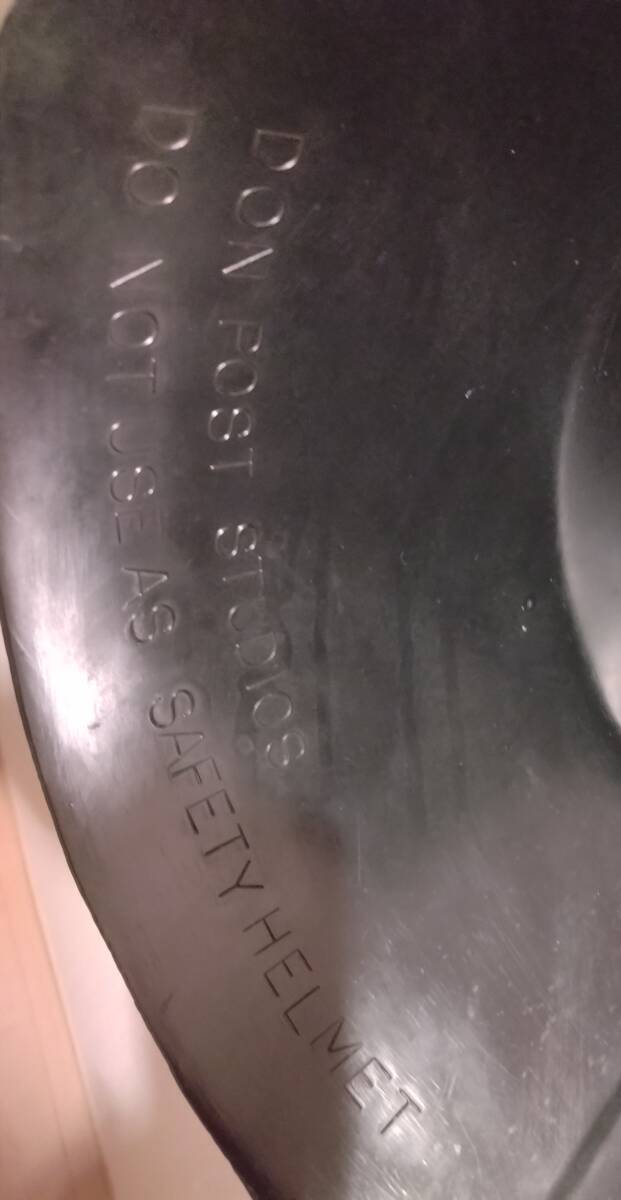 DON POST STUDIOS
DO NOT USE AS SAFETY HELMET